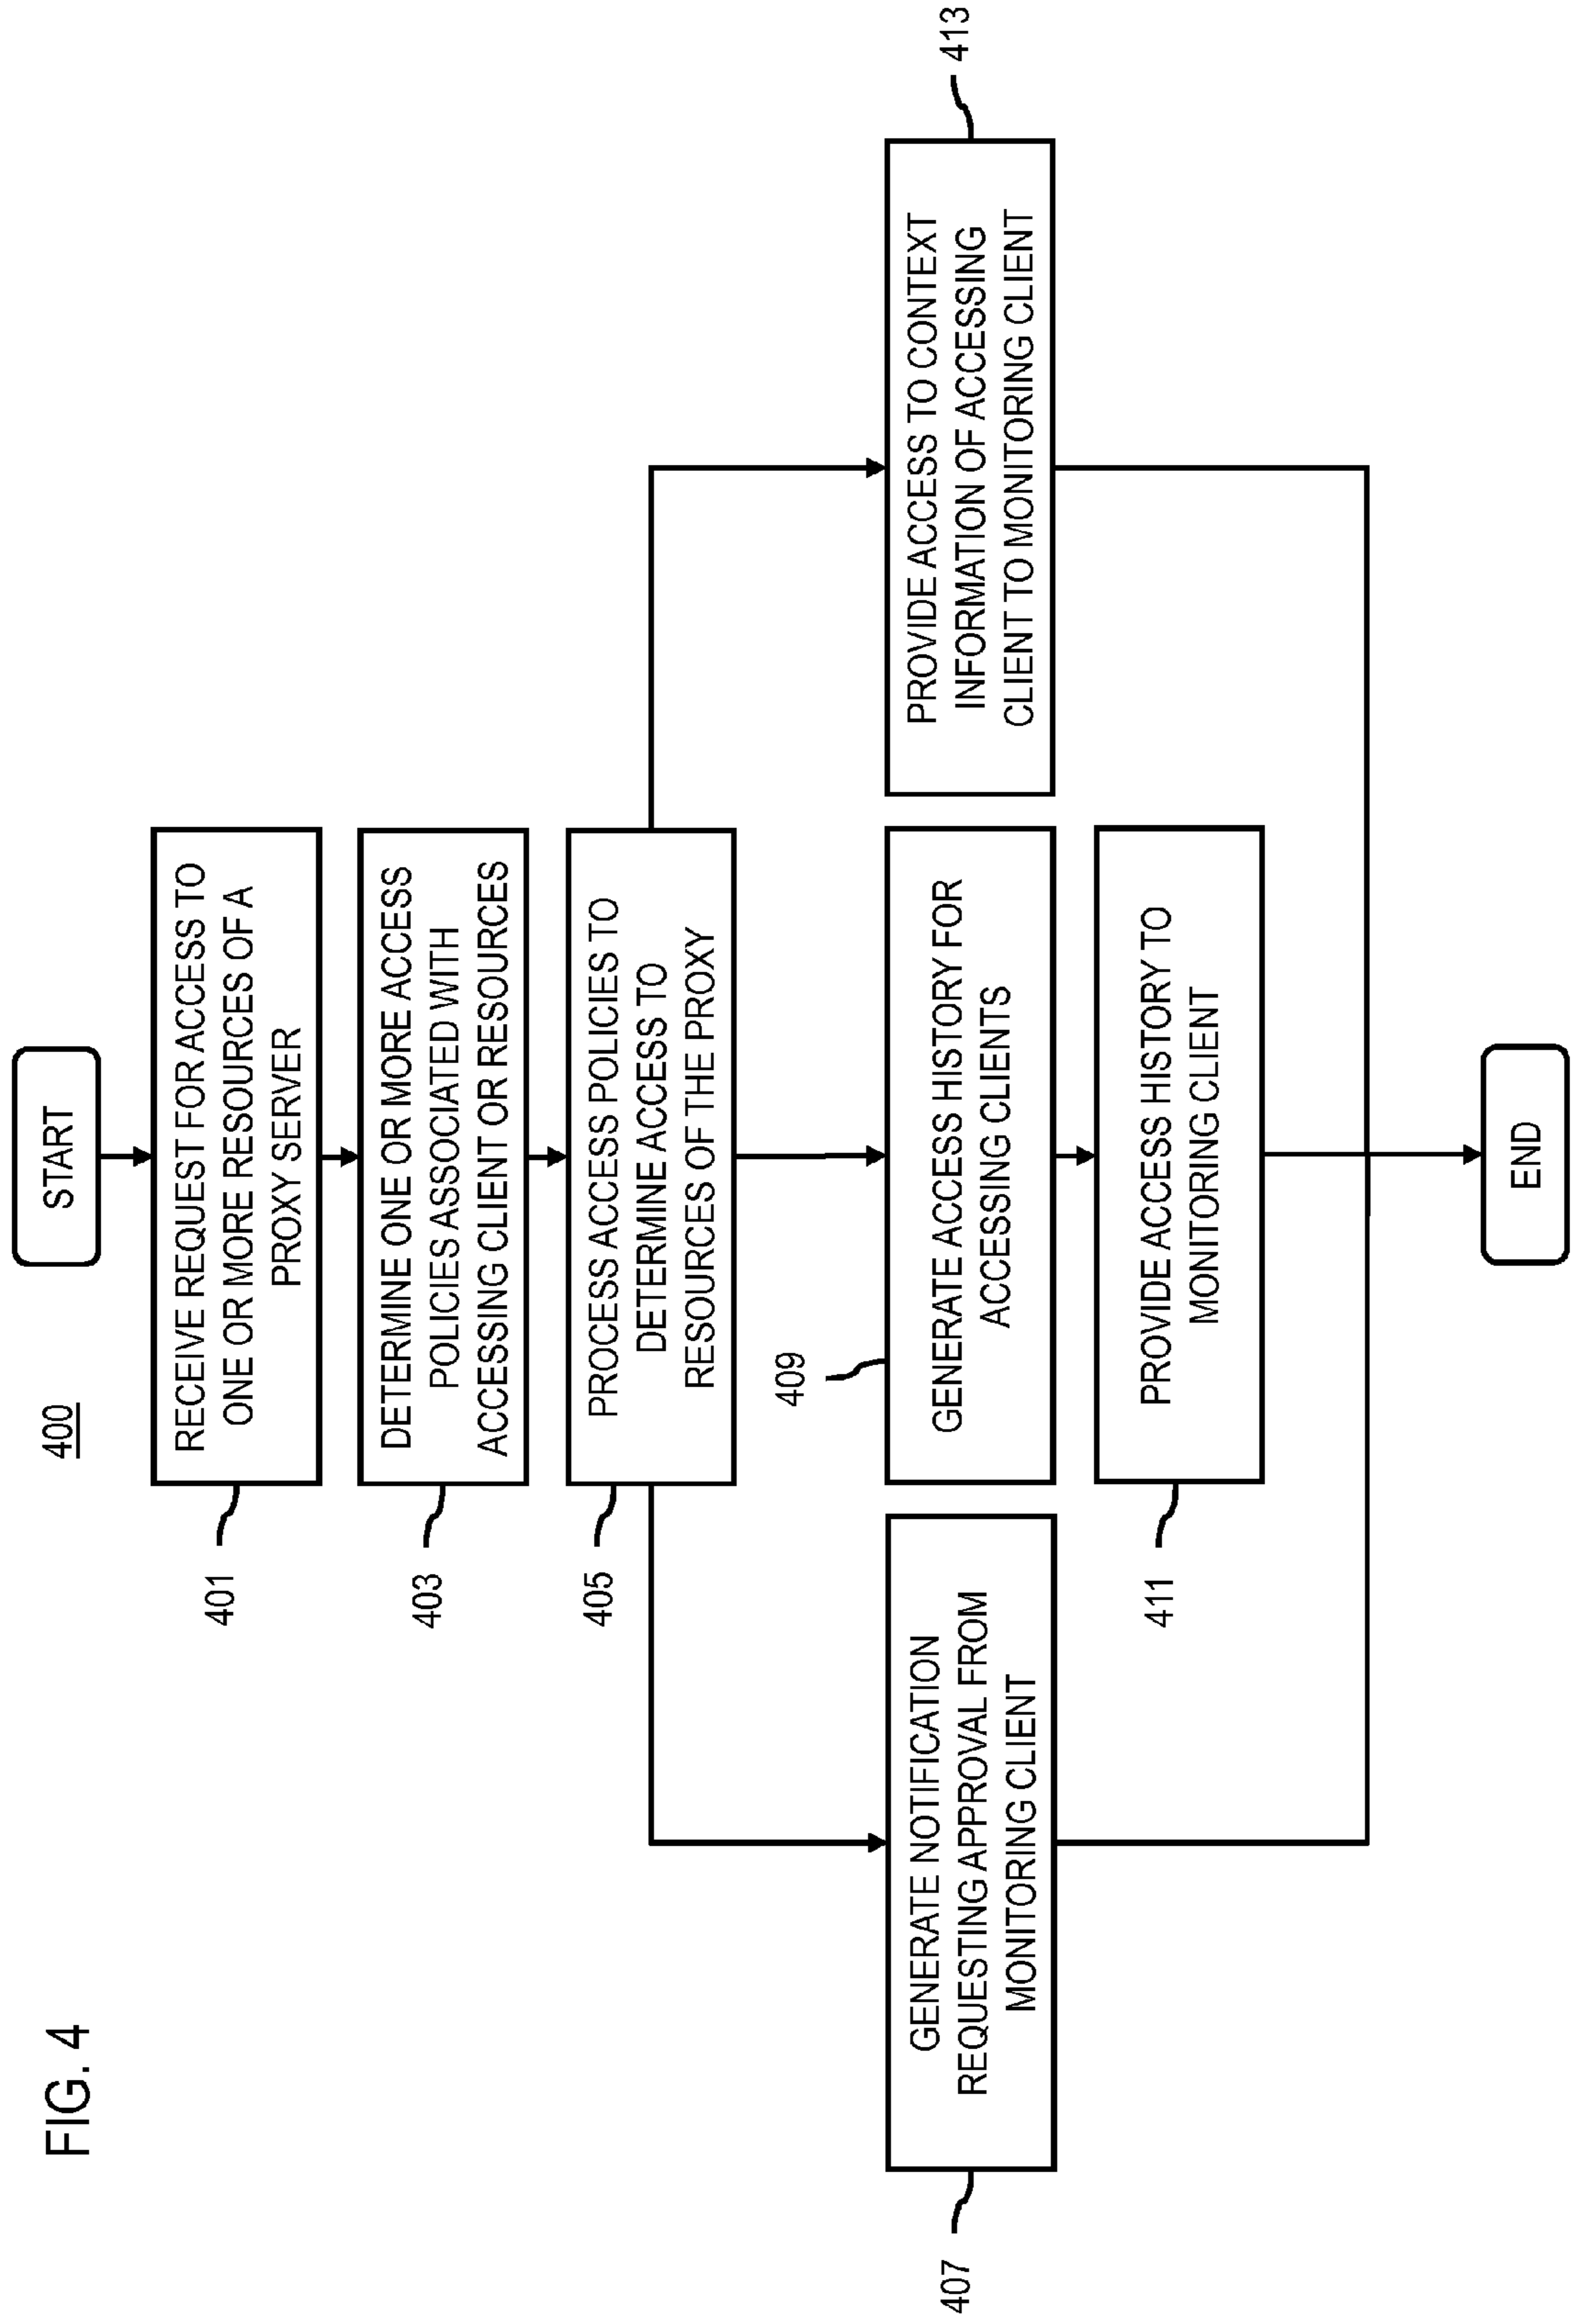 FIG. 4
400
START
RECEIVE REQUEST FOR ACCESS TO
ONE OR MORE RESOURCES OF A
PROXY SERVER
401
DETERMINE ONE OR MORE ACCESS
POLICIES ASSOCIATED WITH
ACCESSING CLIENT OR RESOURCES
403
PROCESS ACCESS POLICIES TO
DETERMINE ACCESS TO
RESOURCES OF THE PROXY
405
GENERATE NOTIFICATION
REQUESTING APPROVAL FROM
MONITORING CLIENT
407
409
GENERATE ACCESS HISTORY FOR
ACCESSING CLIENTS
PROVIDE ACCESS TO CONTEXT
INFORMATION OF ACCESSING
CLIENT TO MONITORING CLIENT
413
PROVIDE ACCESS HISTORY TO
MONITORING CLIENT
411
END